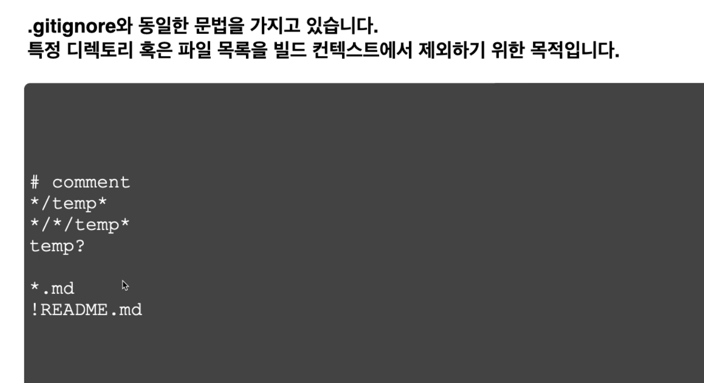 .gitignore와 동일한 문법을 가지고 있습니다.
특정 디렉토리 혹은 파일 목록을 빌드 컨텍스트에서 제외하기 위한 목적입니다.
# comment
*/temp*
*/*/temp*
temp?
*.md
!README.md